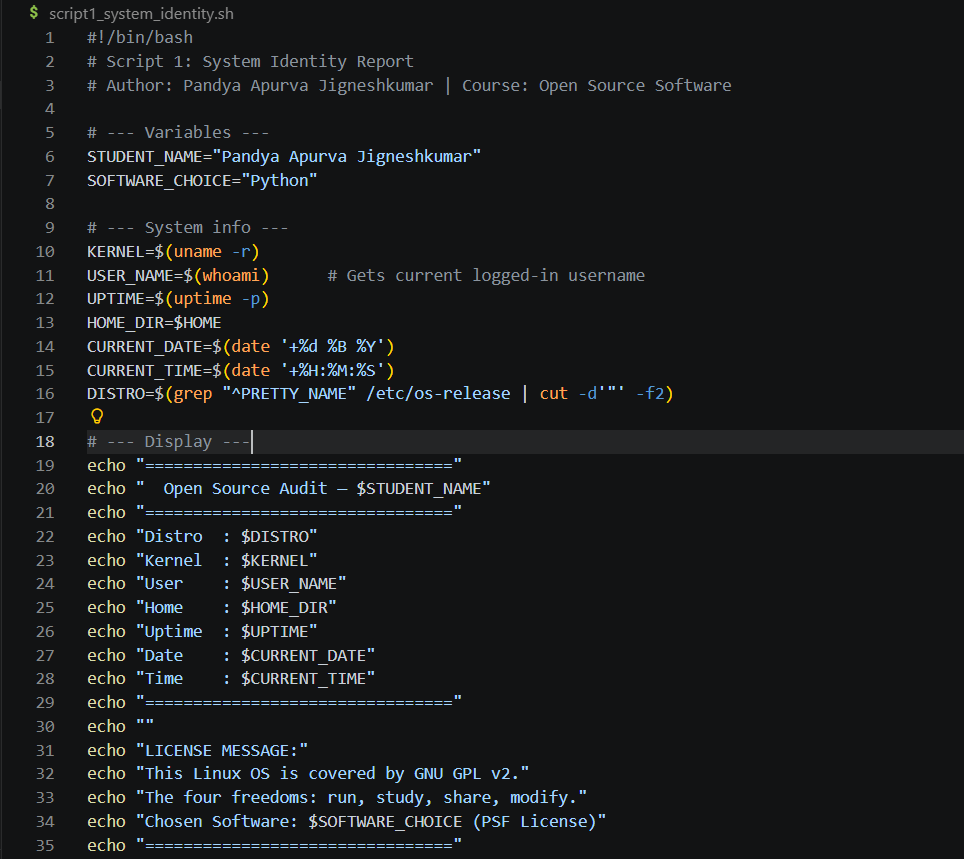 $ script1_system_identity.sh
1 #!/bin/bash
2 # Script 1: System Identity Report
3 # Author: Pandya Apurva Jigneshkumar | Course: Open Source Software
4
5 # --- Variables ---
6 STUDENT_NAME="Pandya Apurva Jigneshkumar"
7 SOFTWARE_CHOICE="Python"
8
9 # --- System info ---
10 KERNEL=$(uname -r)
11 USER_NAME=$(whoami)      # Gets current logged-in username
12 UPTIME=$(uptime -p)
13 HOME_DIR=$HOME
14 CURRENT_DATE=$(date '+%d %B %Y')
15 CURRENT_TIME=$(date '+%H:%M:%S')
16 DISTRO=$(grep "^PRETTY_NAME" /etc/os-release | cut -d'"' -f2)
17
18 # --- Display ---
19 echo "================================"
20 echo "  Open Source Audit — $STUDENT_NAME"
21 echo "================================"
22 echo "Distro  : $DISTRO"
23 echo "Kernel  : $KERNEL"
24 echo "User    : $USER_NAME"
25 echo "Home    : $HOME_DIR"
26 echo "Uptime  : $UPTIME"
27 echo "Date    : $CURRENT_DATE"
28 echo "Time    : $CURRENT_TIME"
29 echo "================================"
30 echo ""
31 echo "LICENSE MESSAGE:"
32 echo "This Linux OS is covered by GNU GPL v2."
33 echo "The four freedoms: run, study, share, modify."
34 echo "Chosen Software: $SOFTWARE_CHOICE (PSF License)"
35 echo "================================"